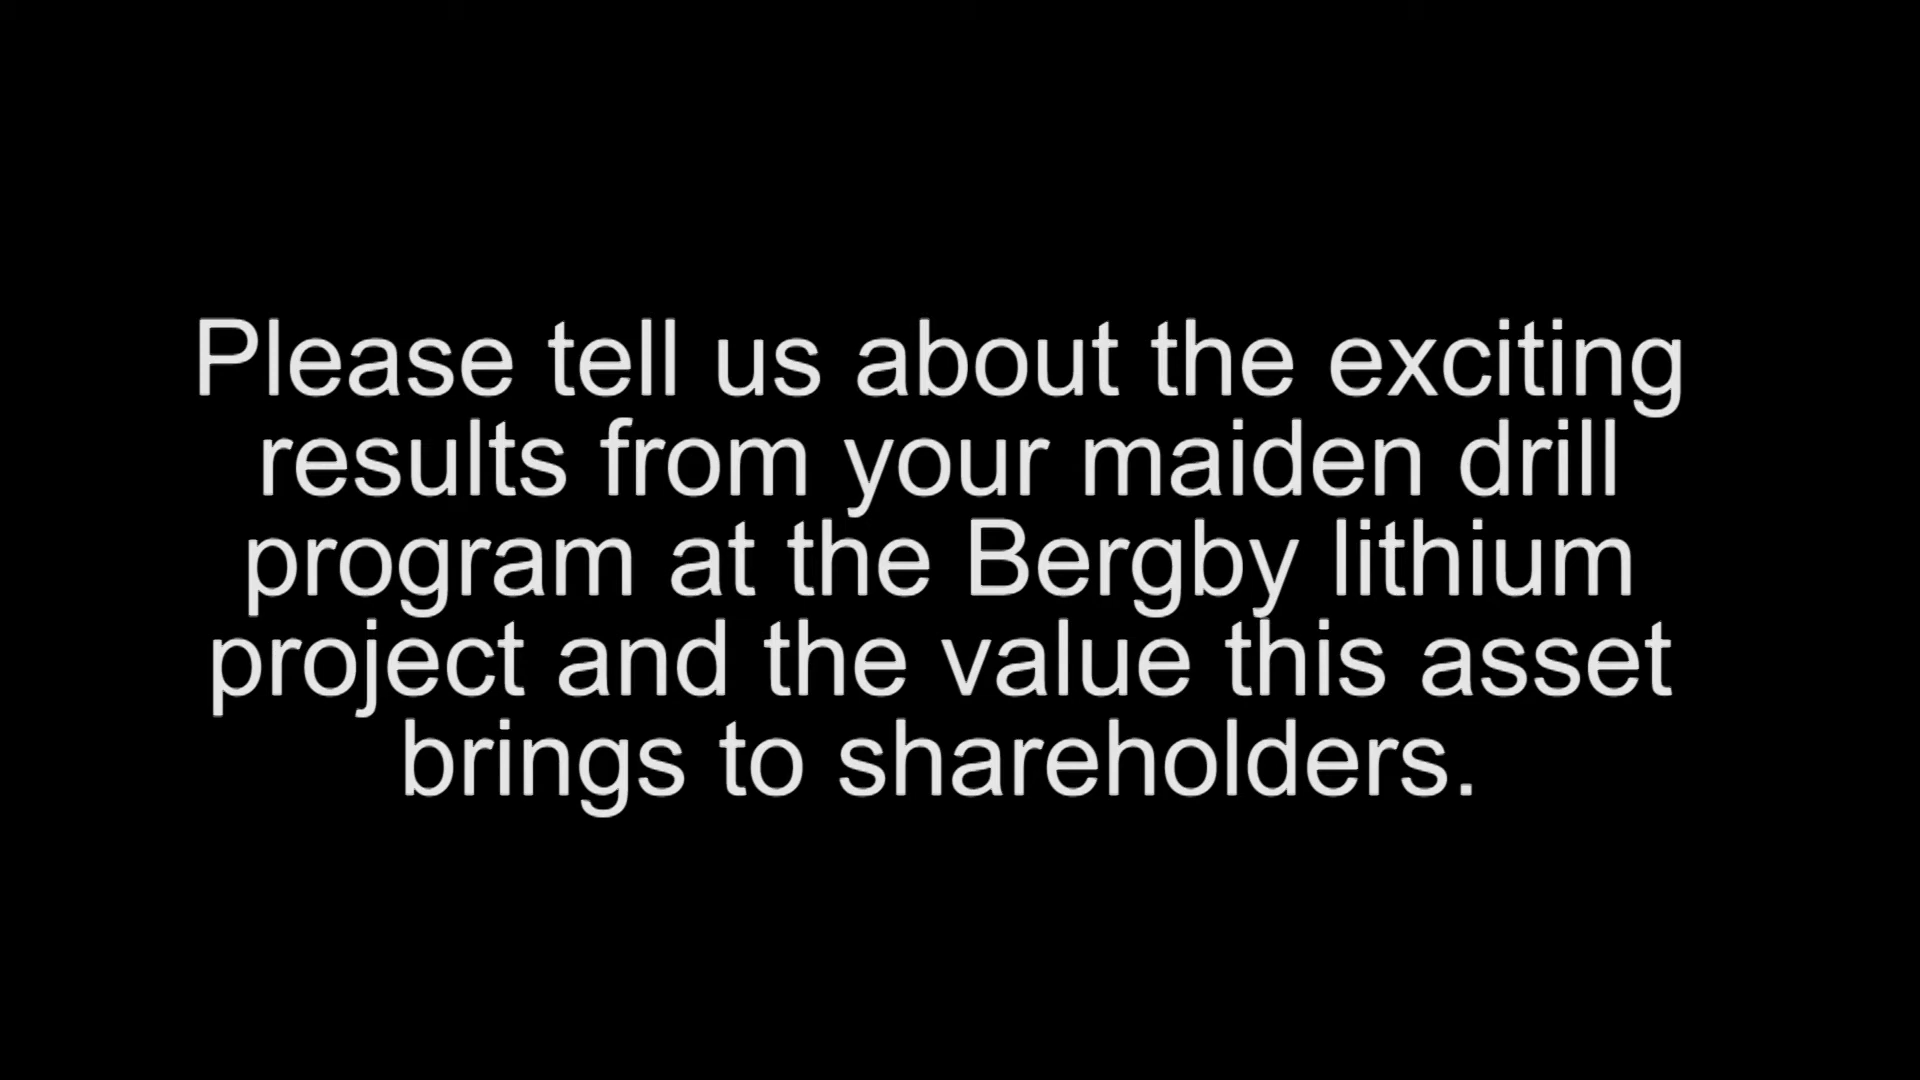 Please tell us about the exciting
results from your maiden drill
program at the Bergby lithium
project and the value this asset
brings to shareholders.